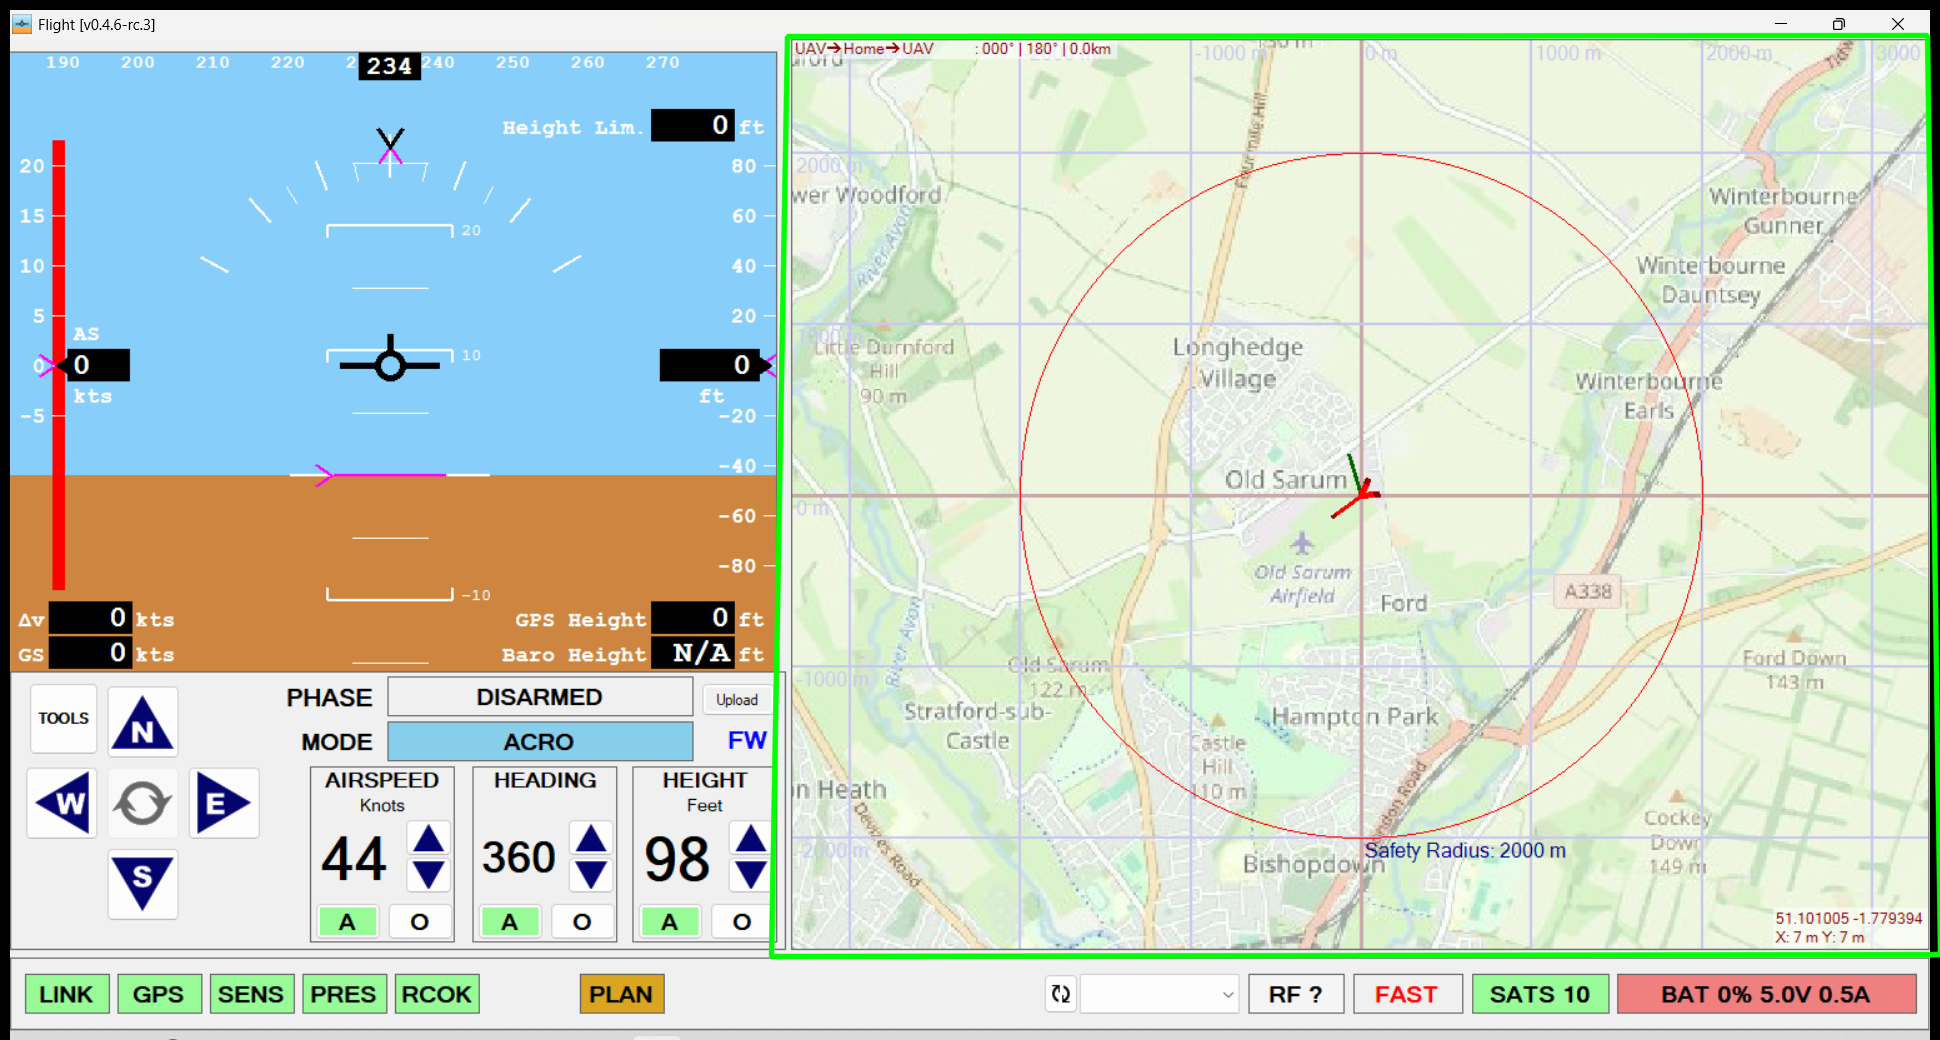 Flight [v0.4.6-rc.3]
190 200 210 220 234 240 250 260 270
Height Lim. 0 ft
20
15
10
5
0
-5
AS
0
kts
80
60
40
20
0
ft
-20
-40
-60
-80
20
10
-10
Δv 0 kts
GS 0 kts
GPS Height 0 ft
Baro Height N/A ft
TOOLS
N
W
E
S
PHASE DISARMED Upload
MODE ACRO FW
AIRSPEED
Knots
44
A O
HEADING
360
A O
HEIGHT
Feet
98
A O
UAV→Home→UAV : 000° | 180° | 0.0km
-1000 m 0 m 1000 m 2000 m 3000
2000 m
River Avon
Four Mile Hill
Winterbourne
Gunner
Winterbourne
Dauntsey
Little Durnford
Hill
90 m
Longhedge
Village
Winterbourne
Earls
Old Sarum
0 m
Old Sarum
Airfield
Ford
A338
River Avon
Old Sarum
122 m
-1000 m
Ford Down
143 m
Stratford-sub-
Castle
Hampton Park
Castle
Hill
110 m
Devizes Road
Cockey
Down
149 m
-2000 m
Bishopdown
Safety Radius: 2000 m
51.101005 -1.779394
X: 7 m Y: 7 m
LINK GPS SENS PRES RCOK PLAN RF ? FAST SATS 10 BAT 0% 5.0V 0.5A